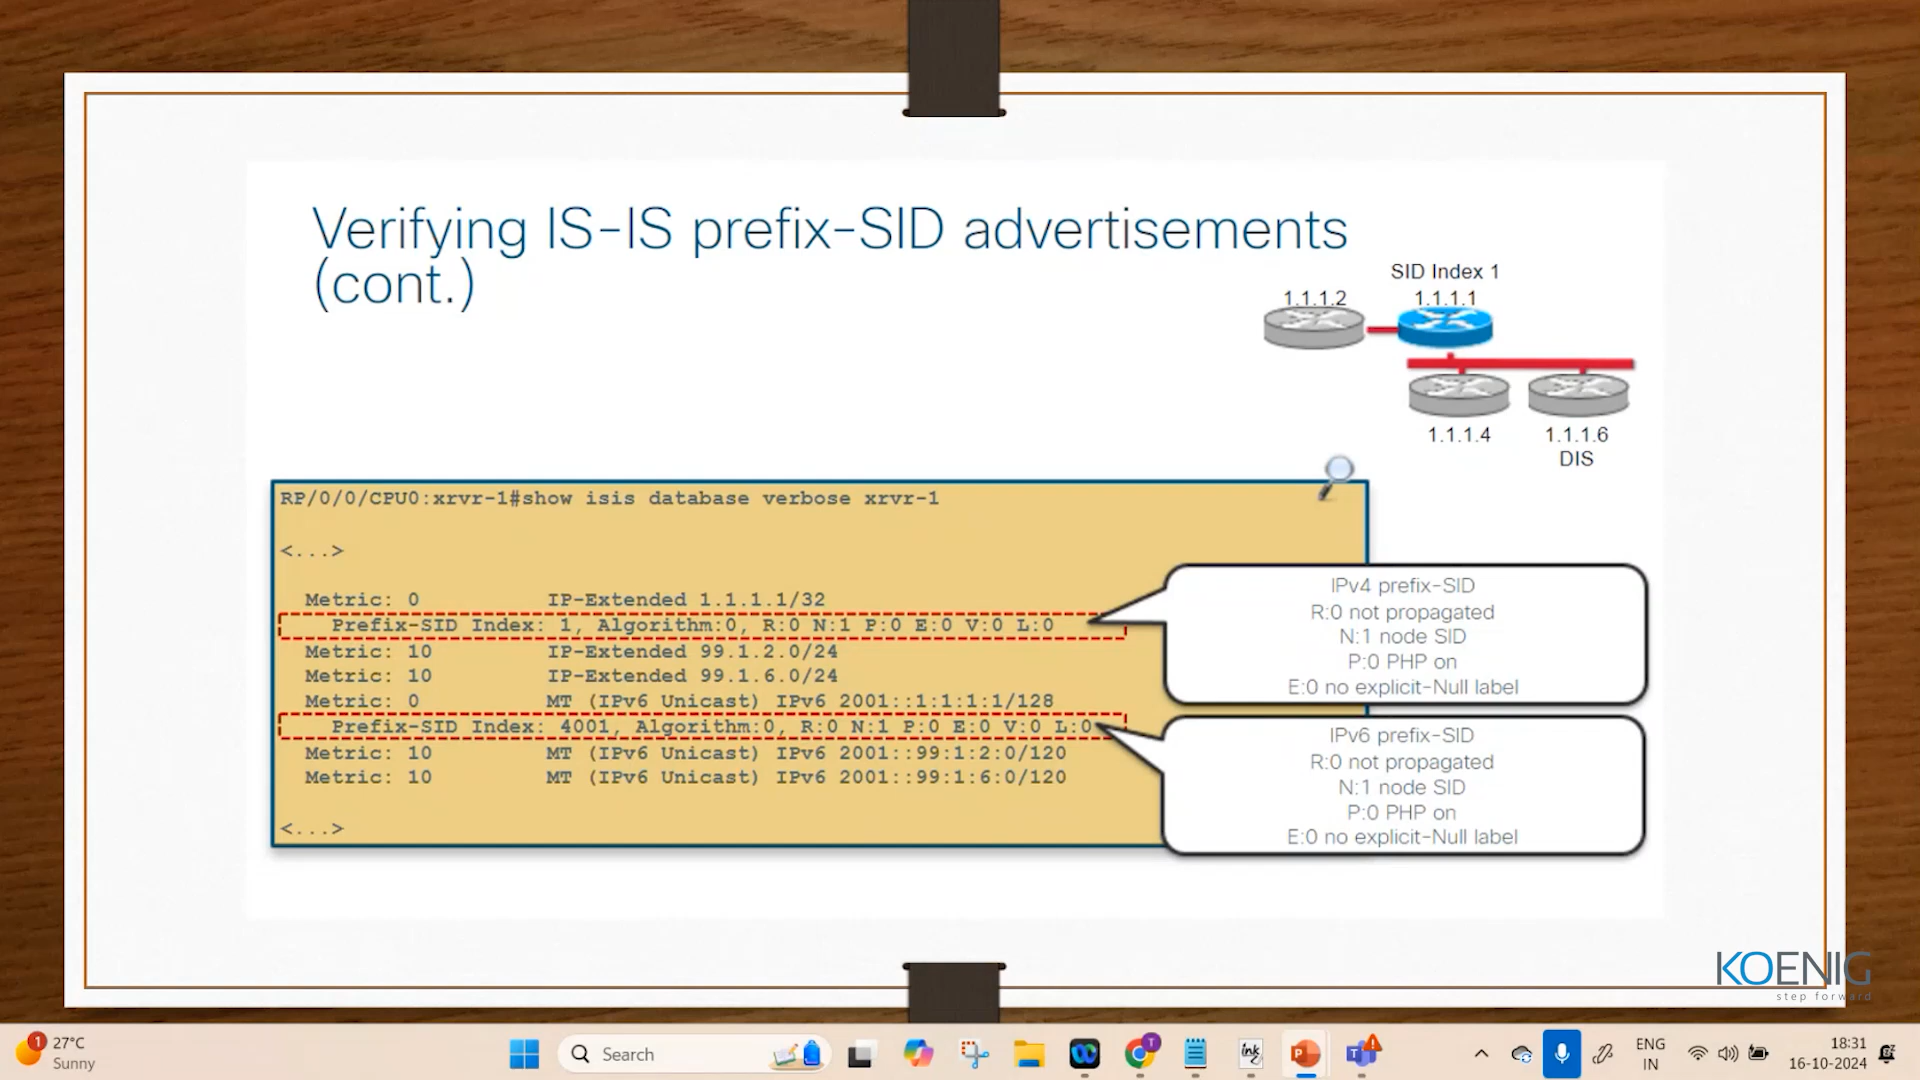 Verifying IS-IS prefix-SID advertisements
(cont.)
SID Index 1
1.1.1.2
1.1.1.1
1.1.1.4
1.1.1.6
DIS
RP/0/0/CPU0:xrvr-1#show isis database verbose xrvr-1
<...>
Metric: 0 IP-Extended 1.1.1.1/32
Prefix-SID Index: 1, Algorithm:0, R:0 N:1 P:0 E:0 V:0 L:0
Metric: 10 IP-Extended 99.1.2.0/24
Metric: 10 IP-Extended 99.1.6.0/24
Metric: 0 MT (IPv6 Unicast) IPv6 2001::1:1:1:1/128
Prefix-SID Index: 4001, Algorithm:0, R:0 N:1 P:0 E:0 V:0 L:0
Metric: 10 MT (IPv6 Unicast) IPv6 2001::99:1:2:0/120
Metric: 10 MT (IPv6 Unicast) IPv6 2001::99:1:6:0/120
<...>
IPv4 prefix-SID
R:0 not propagated
N:1 node SID
P:0 PHP on
E:0 no explicit-Null label
IPv6 prefix-SID
R:0 not propagated
N:1 node SID
P:0 PHP on
E:0 no explicit-Null label
KOENIG
step forward
1
27°C
Sunny
Search
ink
T
P
T
ENG
IN
18:31
16-10-2024